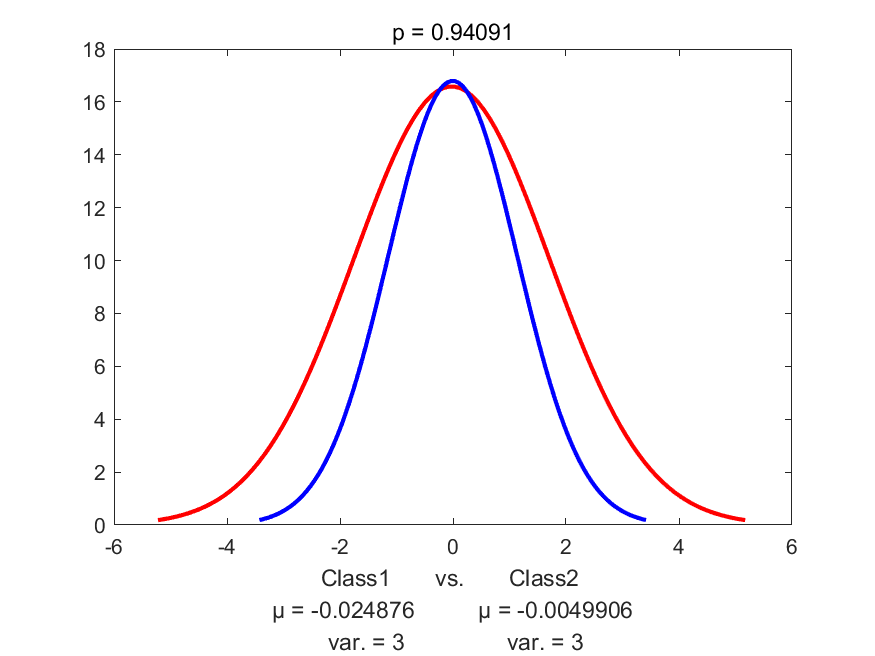 p = 0.94091
18
16
14
12
10
8
6
4
2
0
-6 -4 -2 0 2 4 6
Class1 vs. Class2
μ = -0.024876 μ = -0.0049906
var. = 3 var. = 3